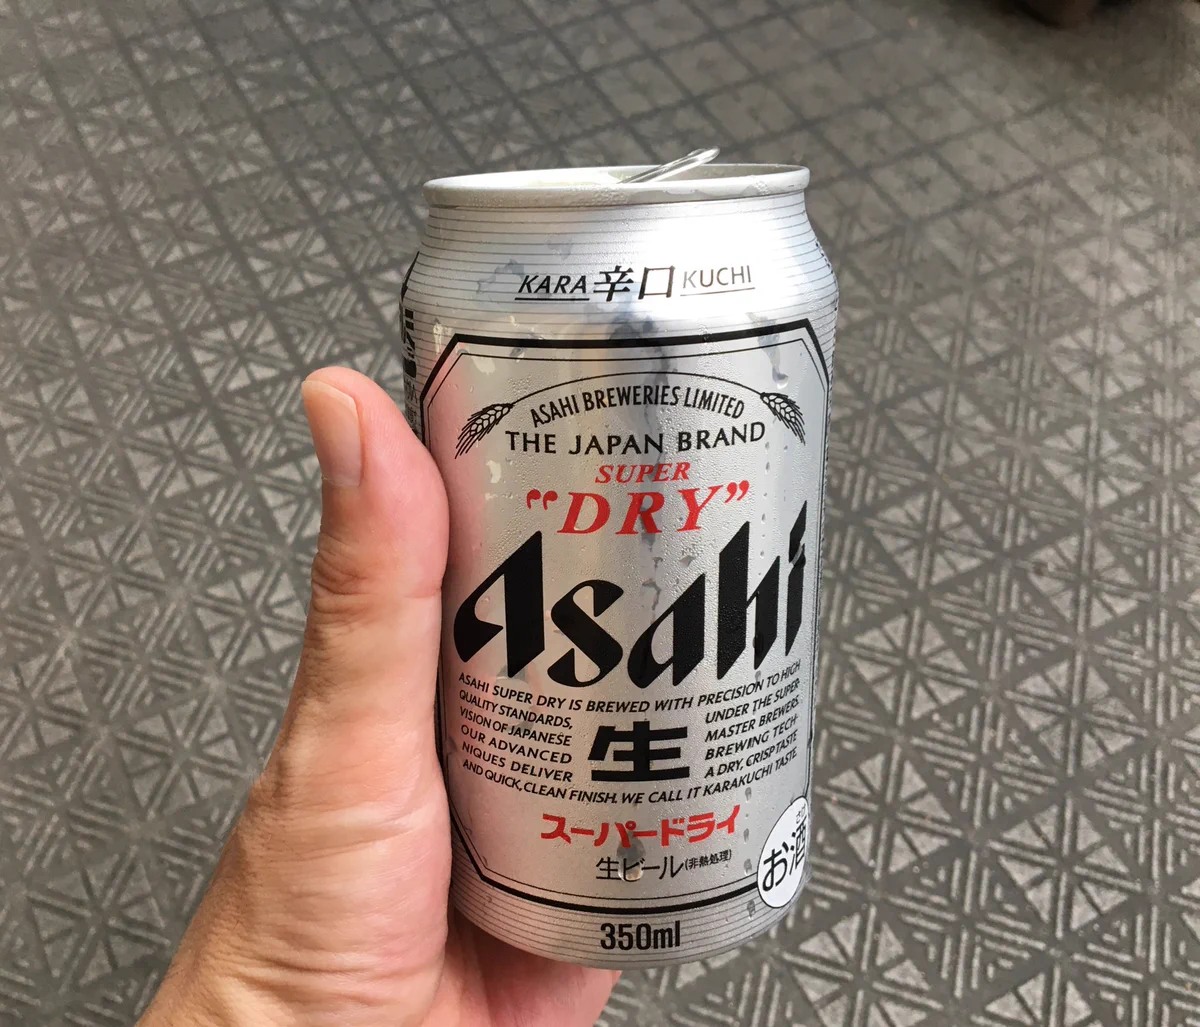 KARA 辛口 KUCHI
ASAHI BREWERIES LIMITED
THE JAPAN BRAND
SUPER
"DRY"
Asahi
ASAHI SUPER DRY IS BREWED WITH PRECISION TO HIGH
QUALITY STANDARDS, UNDER THE SUPER-
VISION OF JAPANESE MASTER BREWERS.
OUR ADVANCED BREWING TECH-
NIQUES DELIVER A DRY, CRISP TASTE
AND QUICK, CLEAN FINISH. WE CALL IT KARAKUCHI TASTE.
生
スーパードライ
生ビール(非熱処理)
さけ
お酒
350ml